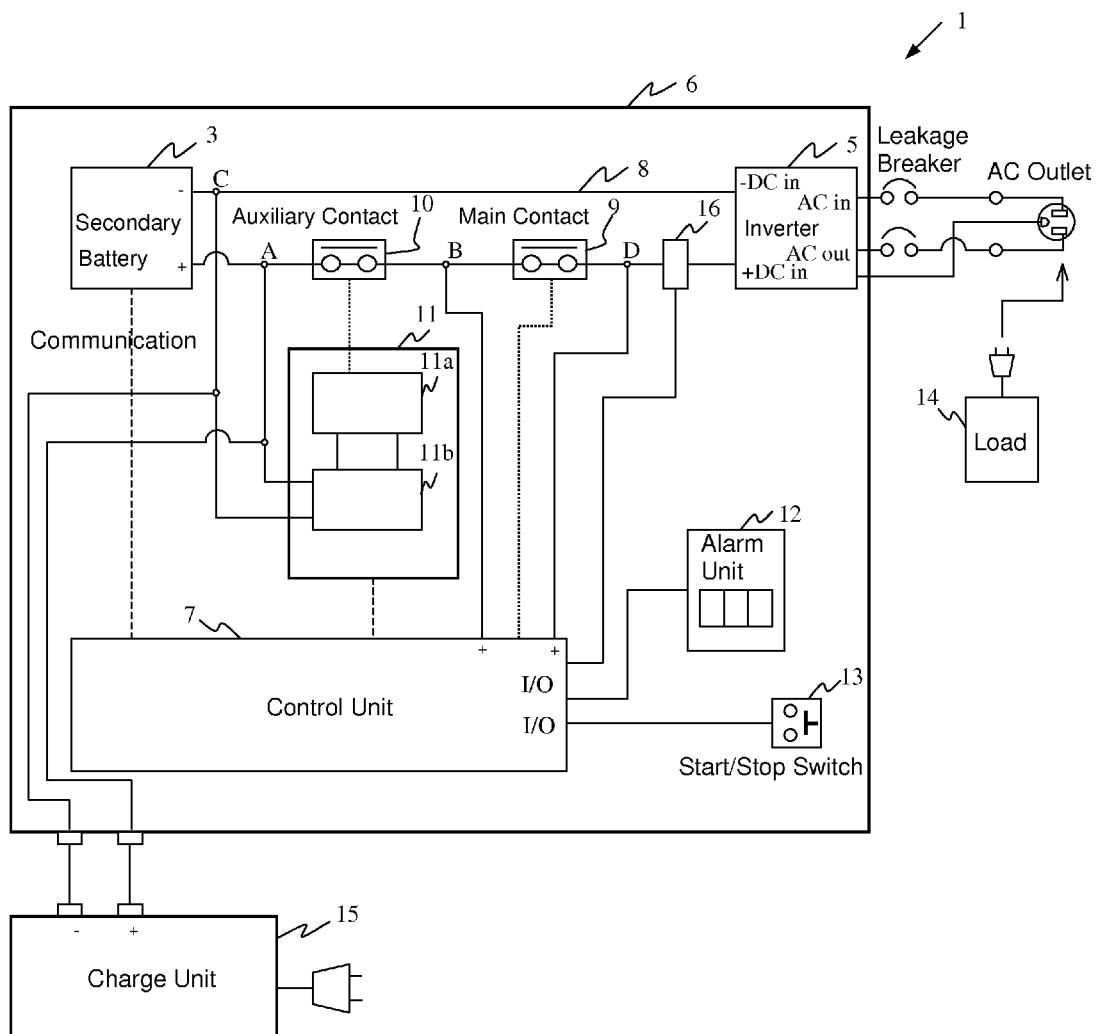 1
6
3
Secondary
Battery
-
+
C
8
Auxiliary Contact
10
Main Contact
9
16
5
-DC in
AC in
Inverter
AC out
+DC in
Leakage
Breaker
AC Outlet
A
B
D
Communication
11
11a
11b
14
Load
12
Alarm
Unit
7
+
+
I/O
I/O
Control Unit
13
Start/Stop Switch
15
-
+
Charge Unit